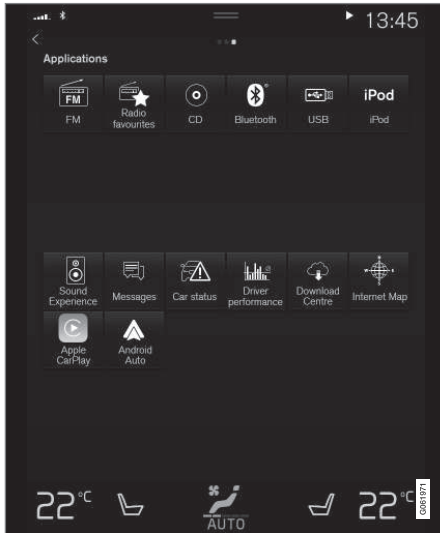 13:45
Applications
FM
FM
Radio
favourites
CD
Bluetooth
USB
iPod
iPod
Sound
Experience
Messages
Car status
Driver
performance
Download
Centre
Internet Map
Apple
CarPlay
Android
Auto
22°C
AUTO
22°C
G061971